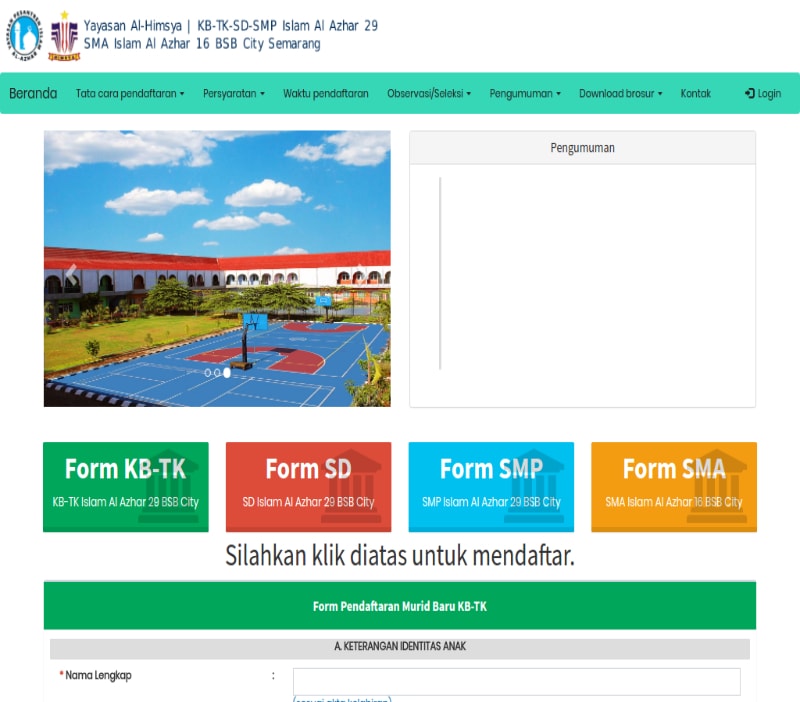 Yayasan Al-Himsya | KB-TK-SD-SMP Islam Al Azhar 29
SMA Islam Al Azhar 16 BSB City Semarang
Beranda Tata cara pendaftaran Persyaratan Waktu pendaftaran Observasi/Seleksi Pengumuman Download brosur Kontak Login
Pengumuman
Form KB-TK
KB-TK Islam Al Azhar 29 BSB City
Form SD
SD Islam Al Azhar 29 BSB City
Form SMP
SMP Islam Al Azhar 29 BSB City
Form SMA
SMA Islam Al Azhar 16 BSB City
Silahkan klik diatas untuk mendaftar.
Form Pendaftaran Murid Baru KB-TK
A. KETERANGAN IDENTITAS ANAK
* Nama Lengkap :
(sesuai akta kelahiran)